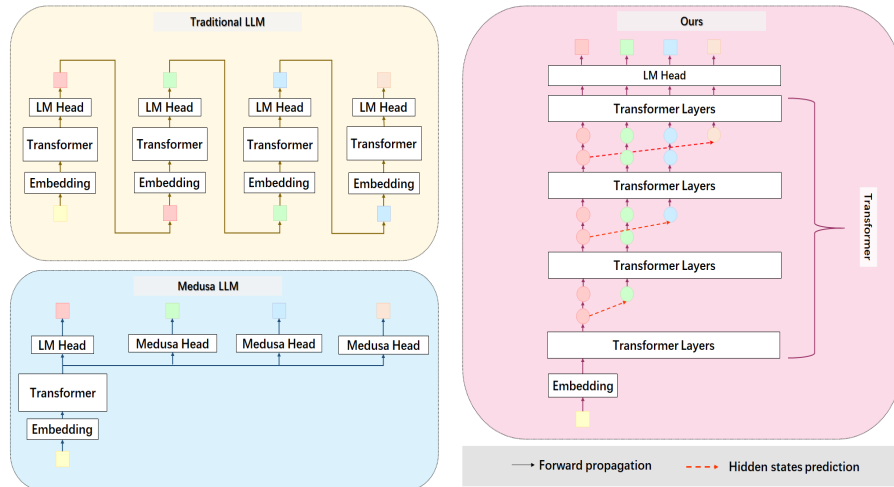 Traditional LLM
LM Head LM Head LM Head LM Head
Transformer Transformer Transformer Transformer
Embedding Embedding Embedding Embedding
Medusa LLM
LM Head Medusa Head Medusa Head Medusa Head
Transformer
Embedding
Ours
LM Head
Transformer Layers
Transformer Layers
Transformer Layers
Transformer Layers
Embedding
Transformer
Forward propagation
Hidden states prediction